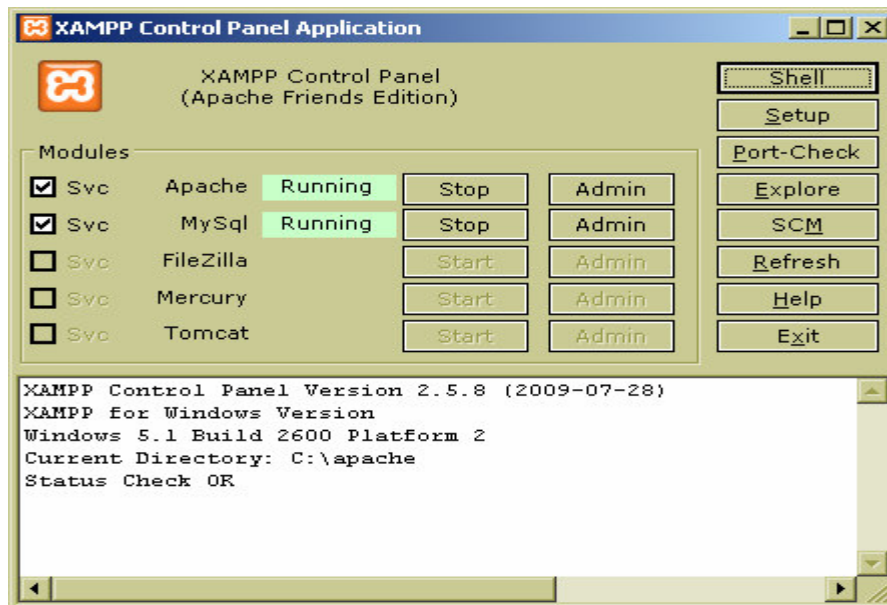 XAMPP Control Panel Application
XAMPP Control Panel
(Apache Friends Edition)
Shell
Setup
Port-Check
Explore
SCM
Refresh
Help
Exit
Modules
Svc Apache Running Stop Admin
Svc MySql Running Stop Admin
Svc FileZilla Start Admin
Svc Mercury Start Admin
Svc Tomcat Start Admin
XAMPP Control Panel Version 2.5.8 (2009-07-28)
XAMPP for Windows Version
Windows 5.1 Build 2600 Platform 2
Current Directory: C:\apache
Status Check OK